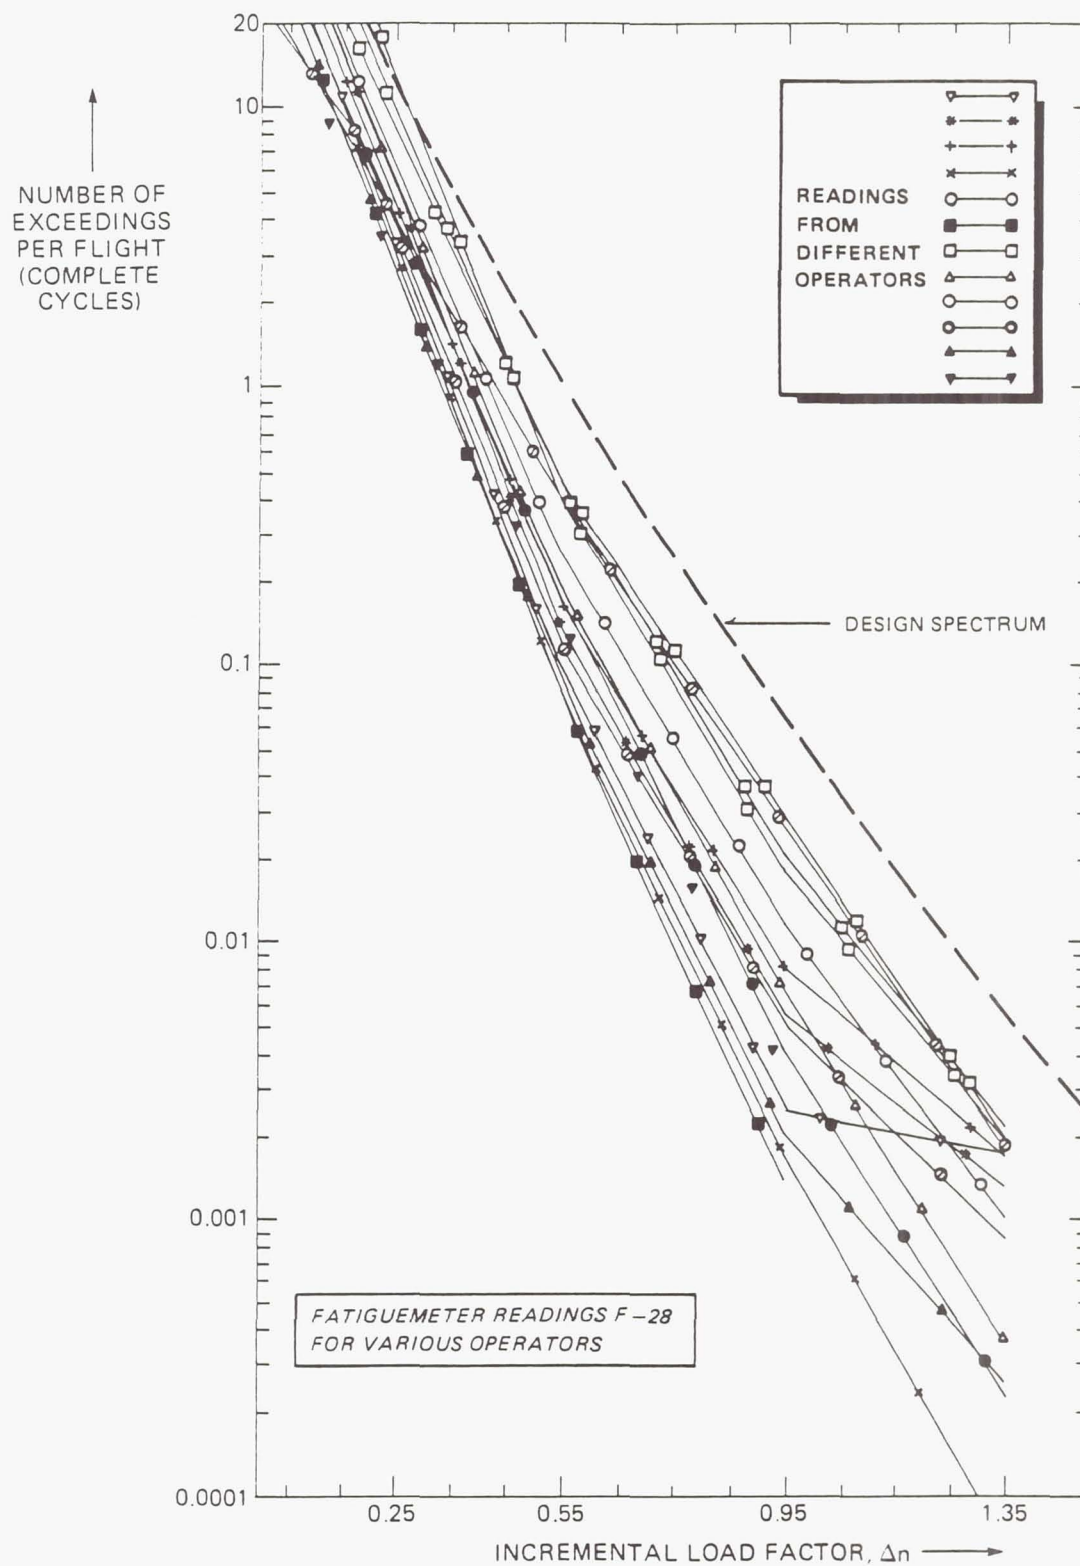 20
10
1
0.1
0.01
0.001
0.0001
NUMBER OF
EXCEEDINGS
PER FLIGHT
(COMPLETE
CYCLES)
READINGS
FROM
DIFFERENT
OPERATORS
DESIGN SPECTRUM
FATIGUEMETER READINGS F-28
FOR VARIOUS OPERATORS
0.25 0.55 0.95 1.35
INCREMENTAL LOAD FACTOR, Δn